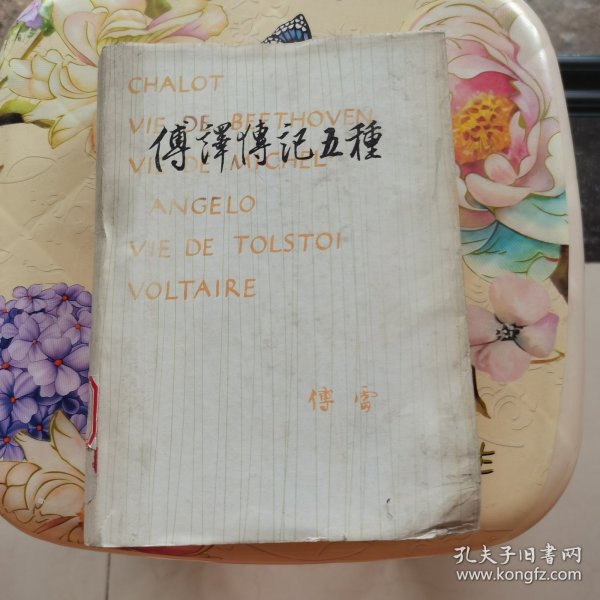 CHALOT
VIE DE BEETHOVEN
傅譯傳記五種
VIE DE MICHEL
ANGELO
VIE DE TOLSTOI
VOLTAIRE
傅雷
孔夫子旧书网
www.kongfz.com